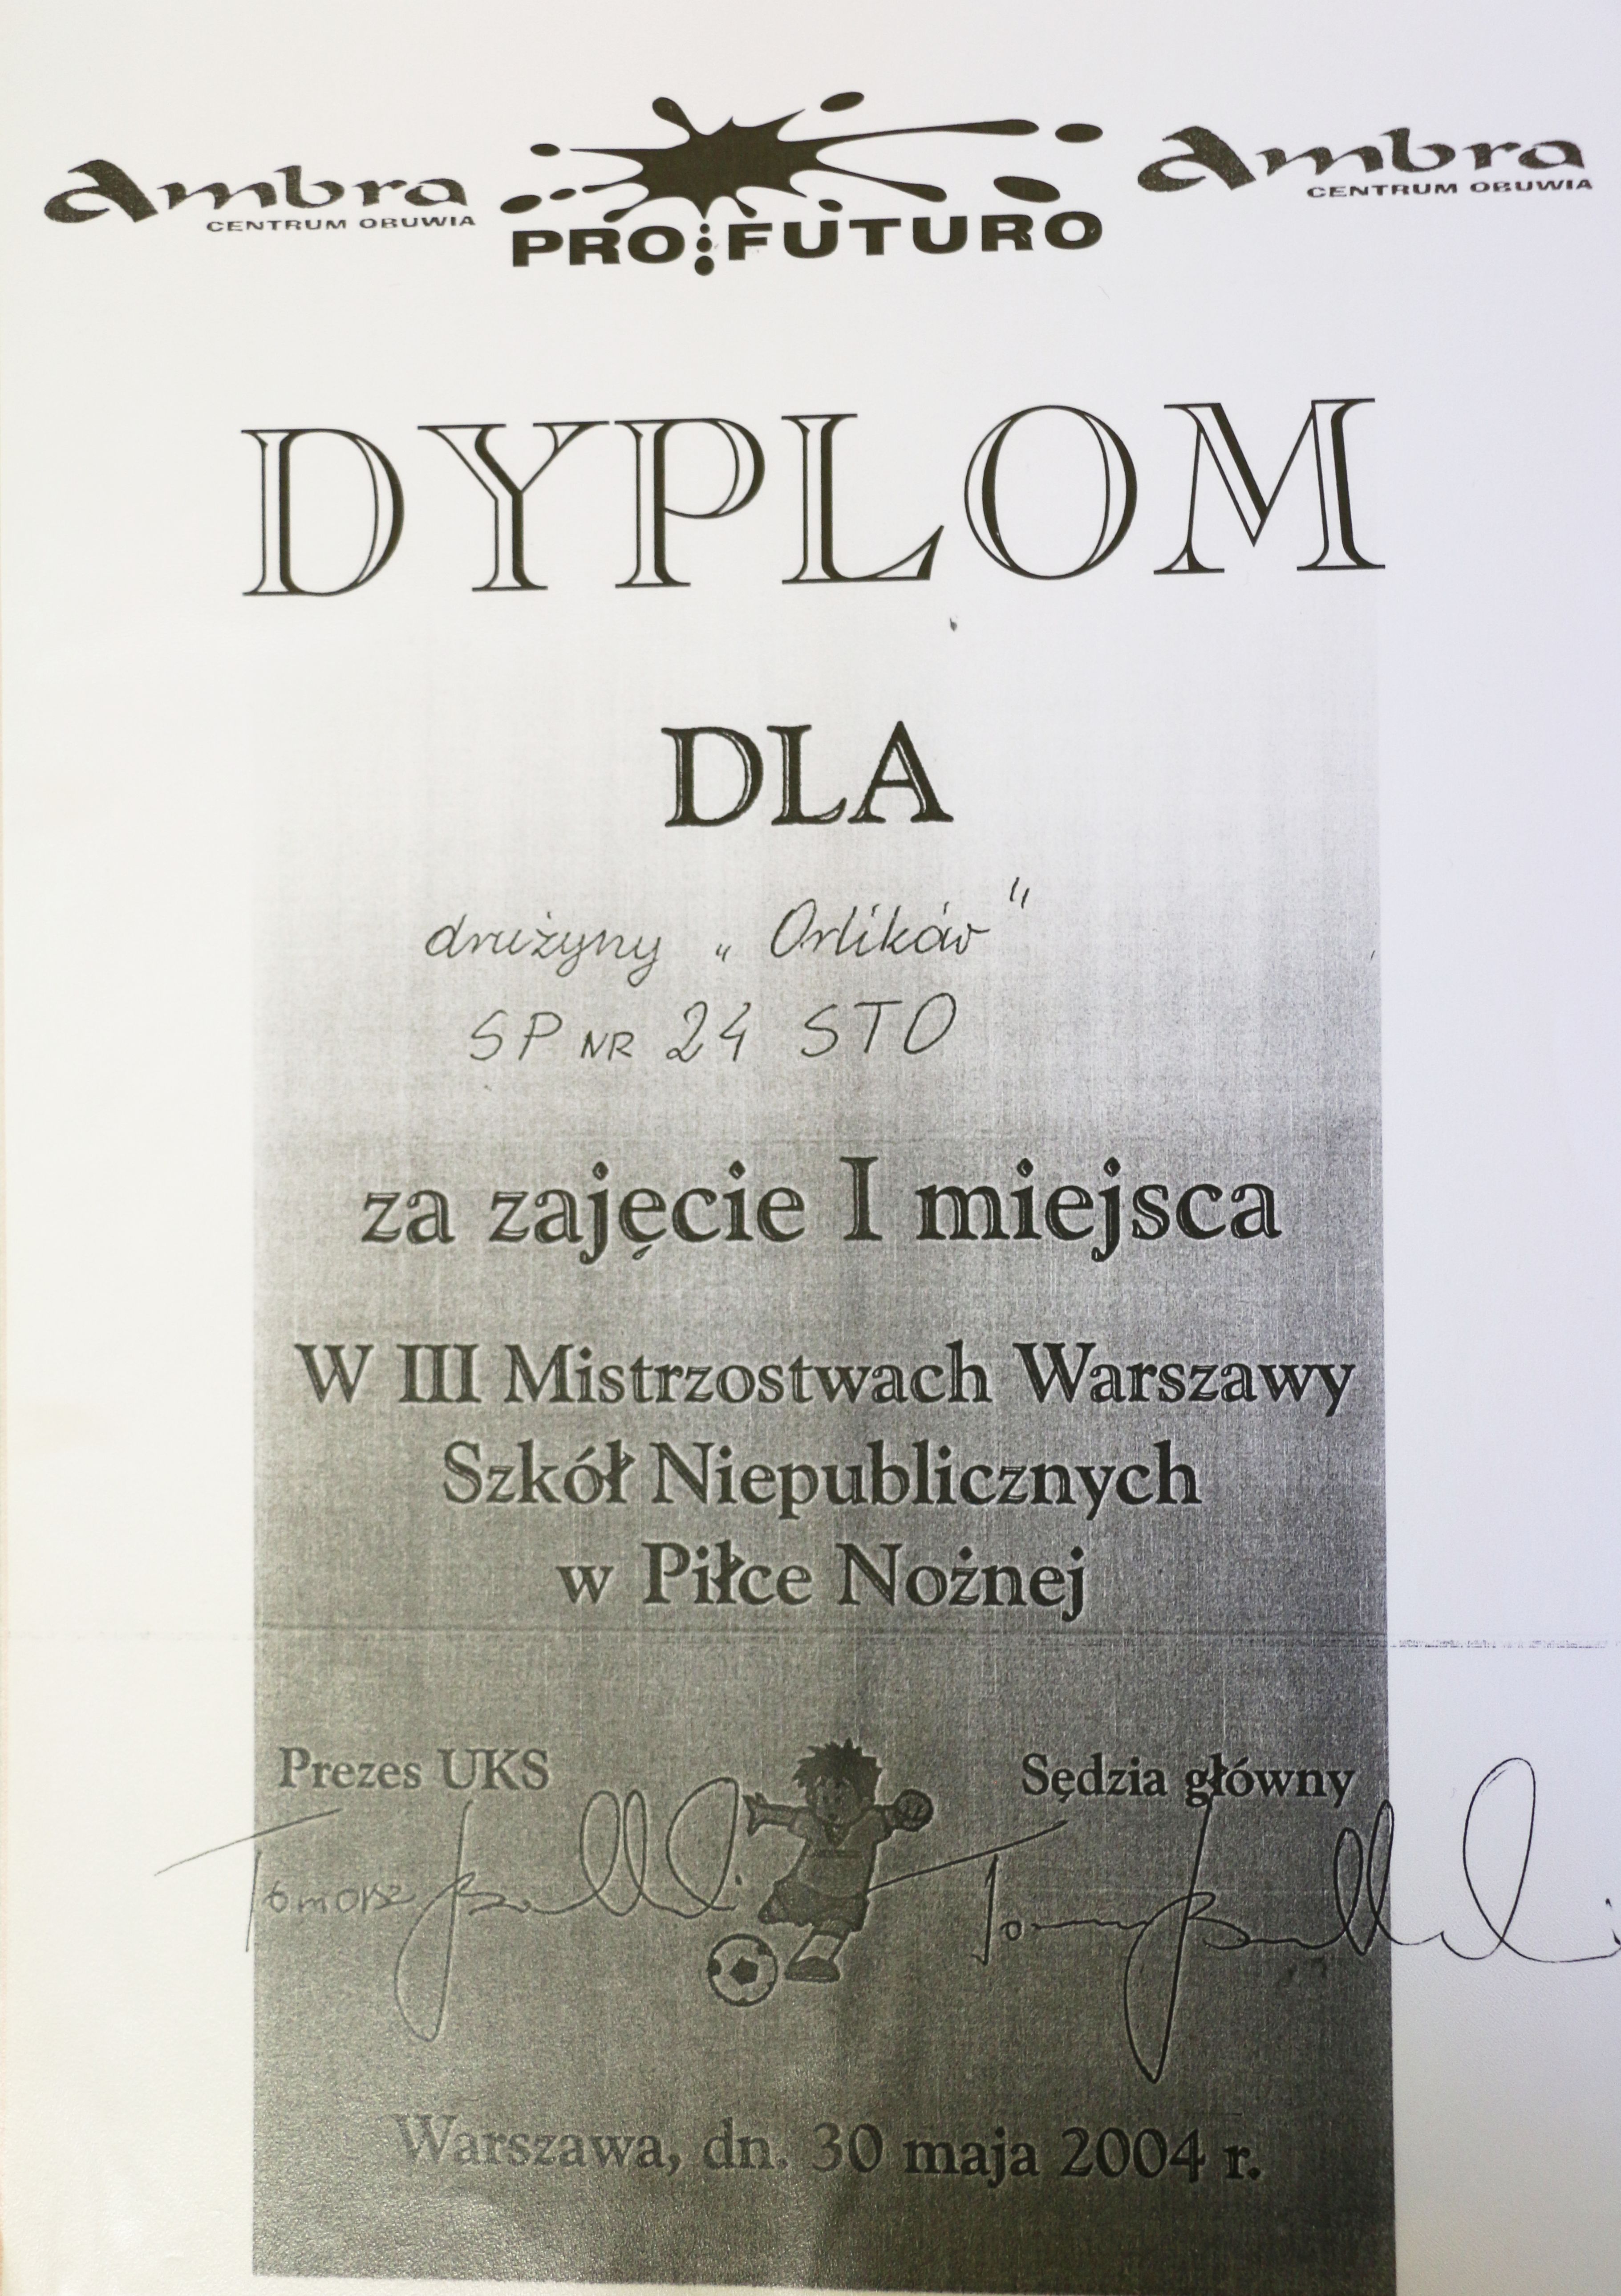 Ambra
CENTRUM OBUWIA
PRO FUTURO
Ambra
CENTRUM OBUWIA
DYPLOM
DLA
drużyny „Orlików"
SP NR 24 STO
za zajęcie I miejsca
W III Mistrzostwach Warszawy
Szkół Niepublicznych
w Piłce Nożnej
Prezes UKS
Sędzia główny
Tomasz
Warszawa, dn. 30 maja 2004 r.